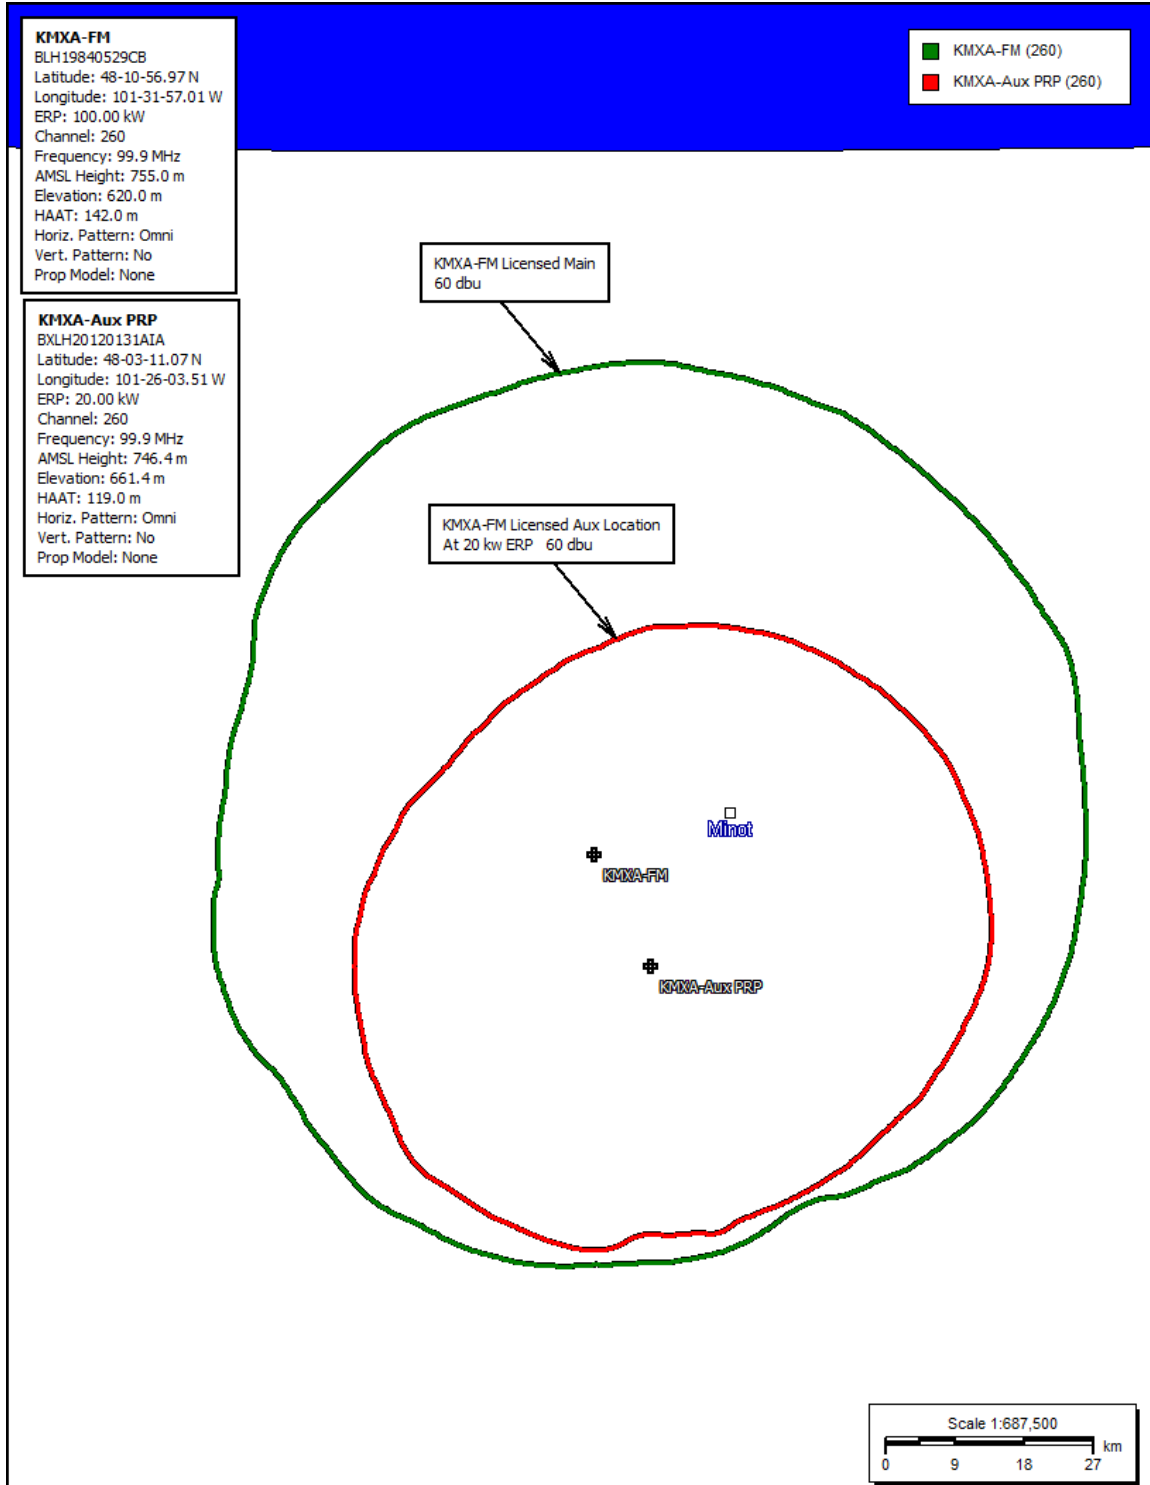 KMXA-FM
BLH19840529CB
Latitude: 48-10-56.97 N
Longitude: 101-31-57.01 W
ERP: 100.00 kW
Channel: 260
Frequency: 99.9 MHz
AMSL Height: 755.0 m
Elevation: 620.0 m
HAAT: 142.0 m
Horiz. Pattern: Omni
Vert. Pattern: No
Prop Model: None
KMXA-Aux PRP
BXLH20120131AIA
Latitude: 48-03-11.07 N
Longitude: 101-26-03.51 W
ERP: 20.00 kW
Channel: 260
Frequency: 99.9 MHz
AMSL Height: 746.4 m
Elevation: 661.4 m
HAAT: 119.0 m
Horiz. Pattern: Omni
Vert. Pattern: No
Prop Model: None
KMXA-FM (260)
KMXA-Aux PRP (260)
KMXA-FM Licensed Main
60 dbu
KMXA-FM Licensed Aux Location
At 20 kw ERP 60 dbu
Minot
KMXA-FM
KMXA-Aux PRP
Scale 1:687,500
km
0 9 18 27